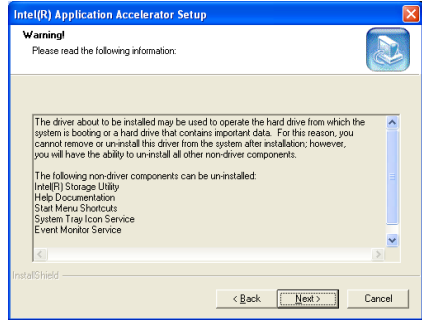 Intel(R) Application Accelerator Setup
Warning!
Please read the following information:
The driver about to be installed may be used to operate the hard drive from which the
system is booting or a hard drive that contains important data. For this reason, you
cannot remove or un-install this driver from the system after installation; however,
you will have the ability to un-install all other non-driver components.
The following non-driver components can be un-installed:
Intel(R) Storage Utility
Help Documentation
Start Menu Shortcuts
System Tray Icon Service
Event Monitor Service
InstallShield
< Back
Next >
Cancel